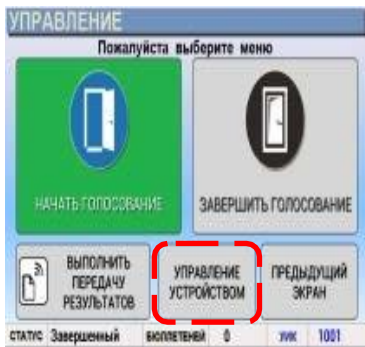 УПРАВЛЕНИЕ
Пожалуйста выберите меню
НАЧАТЬ ГОЛОСОВАНИЕ
ЗАВЕРШИТЬ ГОЛОСОВАНИЕ
ВЫПОЛНИТЬ
ПЕРЕДАЧУ
РЕЗУЛЬТАТОВ
УПРАВЛЕНИЕ
УСТРОЙСТВОМ
ПРЕДЫДУЩИЙ
ЭКРАН
СТАТУС Завершенный БЮЛЛЕТЕНЕЙ 0 УИК 1001